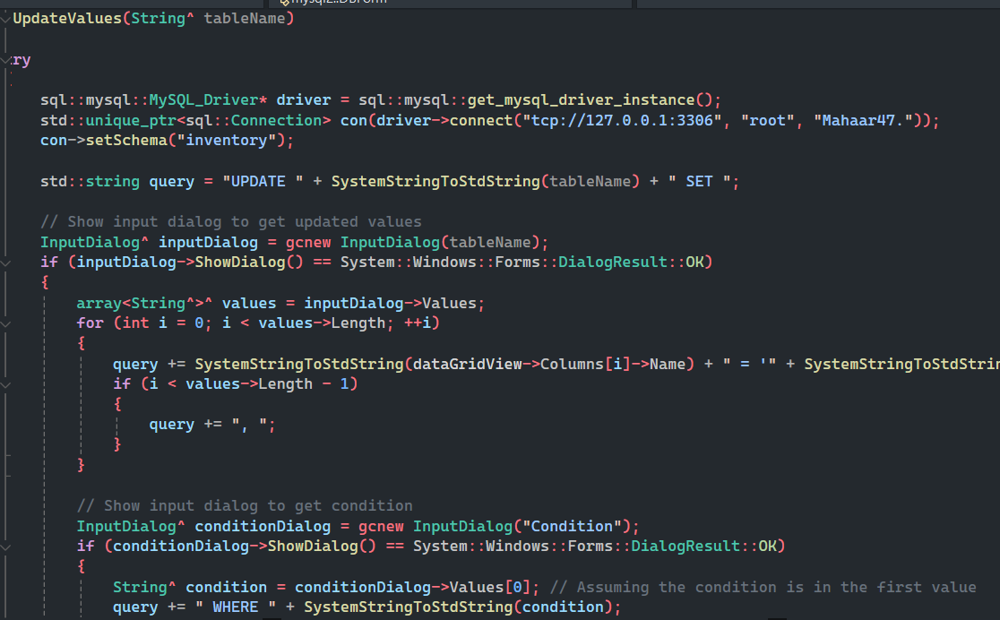 mysql2::DbForm
UpdateValues(String^ tableName)
ry
sql::mysql::MySQL_Driver* driver = sql::mysql::get_mysql_driver_instance();
std::unique_ptr<sql::Connection> con(driver->connect("tcp://127.0.0.1:3306", "root", "Mahaar47."));
con->setSchema("inventory");
std::string query = "UPDATE " + SystemStringToStdString(tableName) + " SET ";
// Show input dialog to get updated values
InputDialog^ inputDialog = gcnew InputDialog(tableName);
if (inputDialog->ShowDialog() == System::Windows::Forms::DialogResult::OK)
{
array<String^>^ values = inputDialog->Values;
for (int i = 0; i < values->Length; ++i)
{
query += SystemStringToStdString(dataGridView->Columns[i]->Name) + " = '" + SystemStringToStdStrin
if (i < values->Length - 1)
{
query += ", ";
}
}
// Show input dialog to get condition
InputDialog^ conditionDialog = gcnew InputDialog("Condition");
if (conditionDialog->ShowDialog() == System::Windows::Forms::DialogResult::OK)
{
String^ condition = conditionDialog->Values[0]; // Assuming the condition is in the first value
query += " WHERE " + SystemStringToStdString(condition);